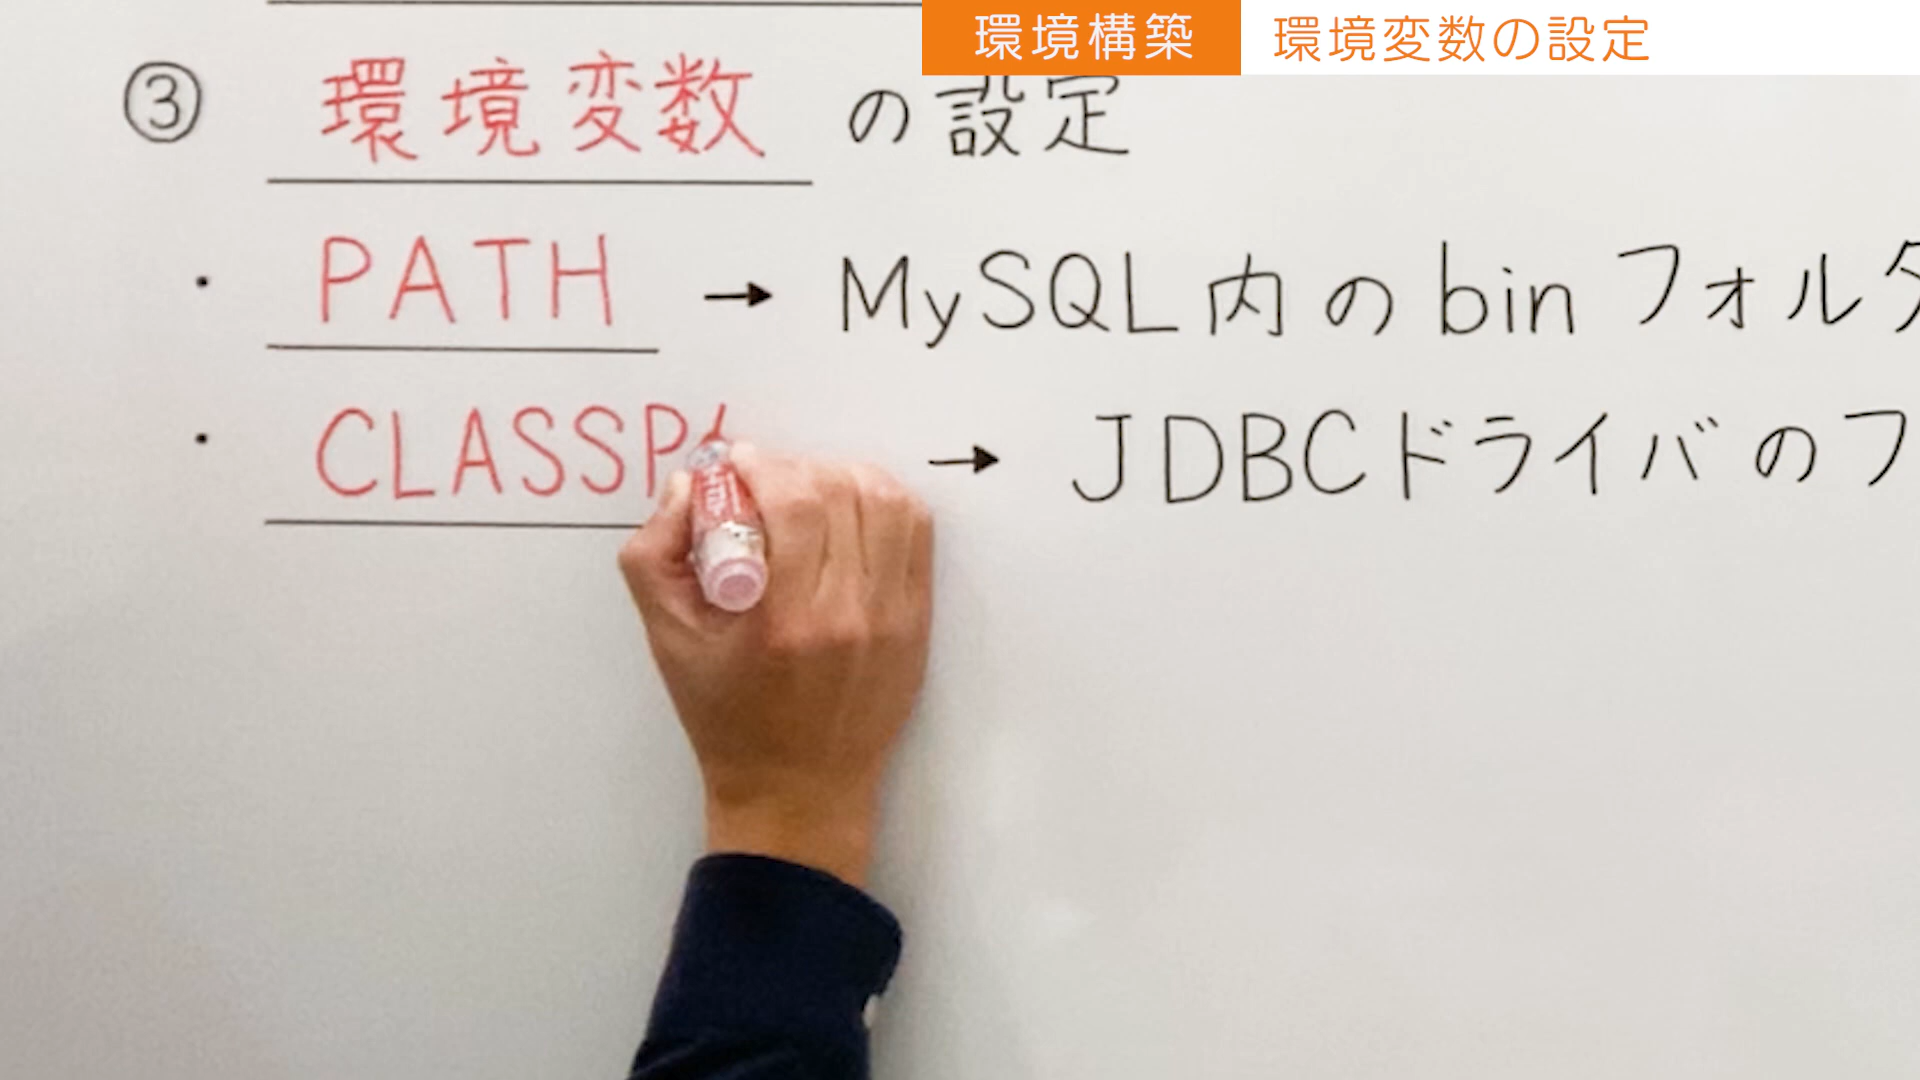 環境構築 環境変数の設定
③ 環境変数 の設定
・ PATH → MySQL内のbinフォル
・ CLASSP → JDBCドライバのフ